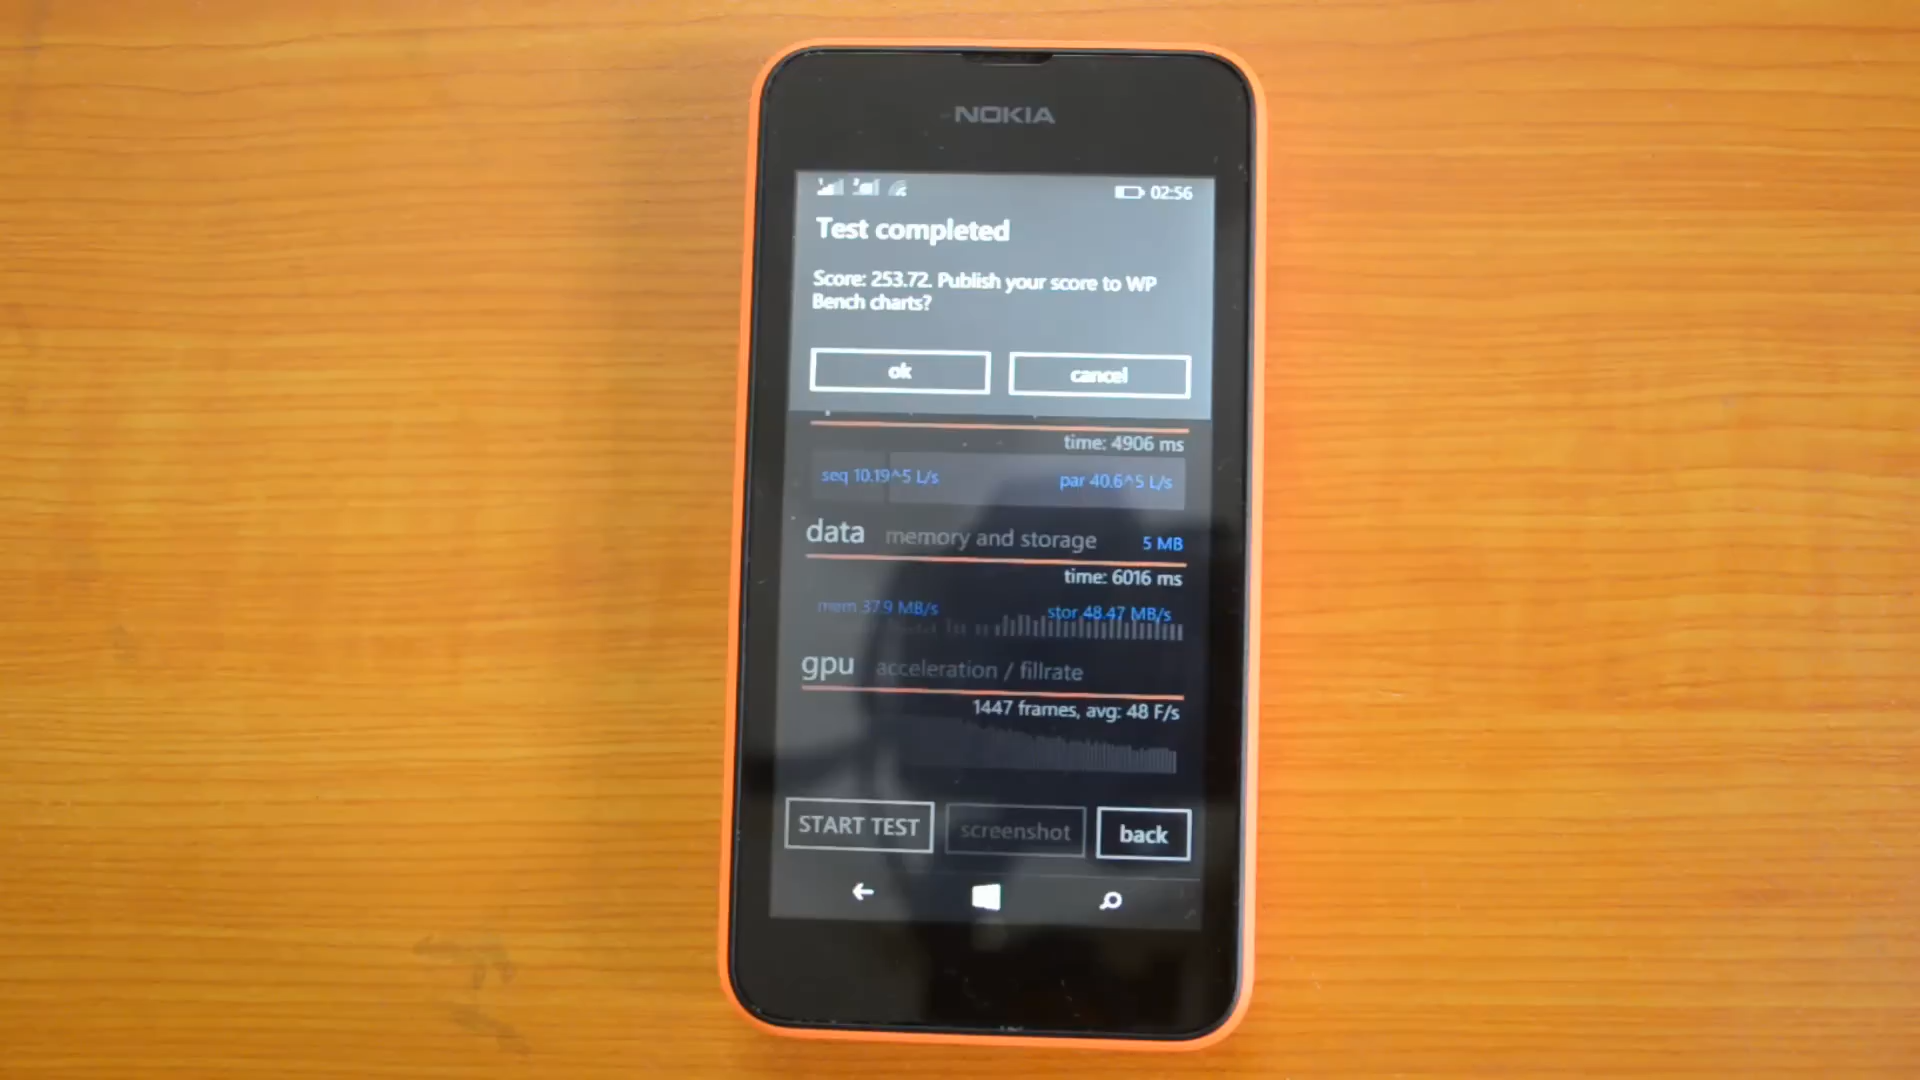 NOKIA
02:56
Test completed
Score: 253.72. Publish your score to WP
Bench charts?
ok cancel
time: 4906 ms
seq 10.19^5 L/s par 40.6^5 L/s
data memory and storage 5 MB
time: 6016 ms
mem 37.9 MB/s stor 48.47 MB/s
gpu acceleration / fillrate
1447 frames, avg: 48 F/s
START TEST screenshot back